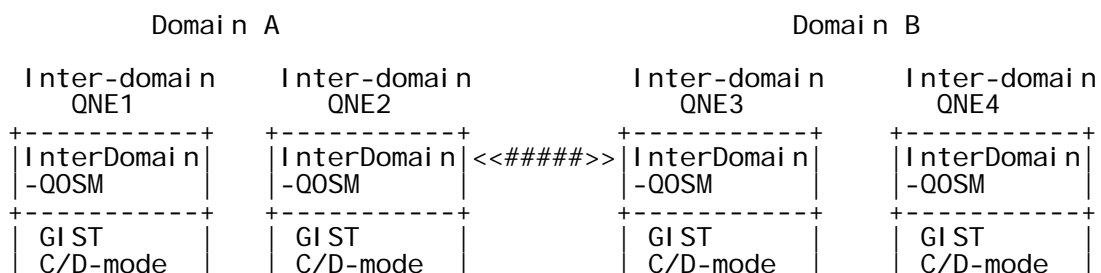 Domain A                                    Domain B
Inter-domain    Inter-domain          Inter-domain     Inter-domain
QNE1            QNE2                  QNE3             QNE4
+-----------+   +-----------+         +-----------+    +-----------+
|InterDomain|   |InterDomain|<<#####>>|InterDomain|    |InterDomain|
|-QOSM      |   |-QOSM      |         |-QOSM      |    |-QOSM      |
+-----------+   +-----------+         +-----------+    +-----------+
| GIST      |   | GIST      |         | GIST      |    | GIST      |
| C/D-mode  |   | C/D-mode  |         | C/D-mode  |    | C/D-mode  |